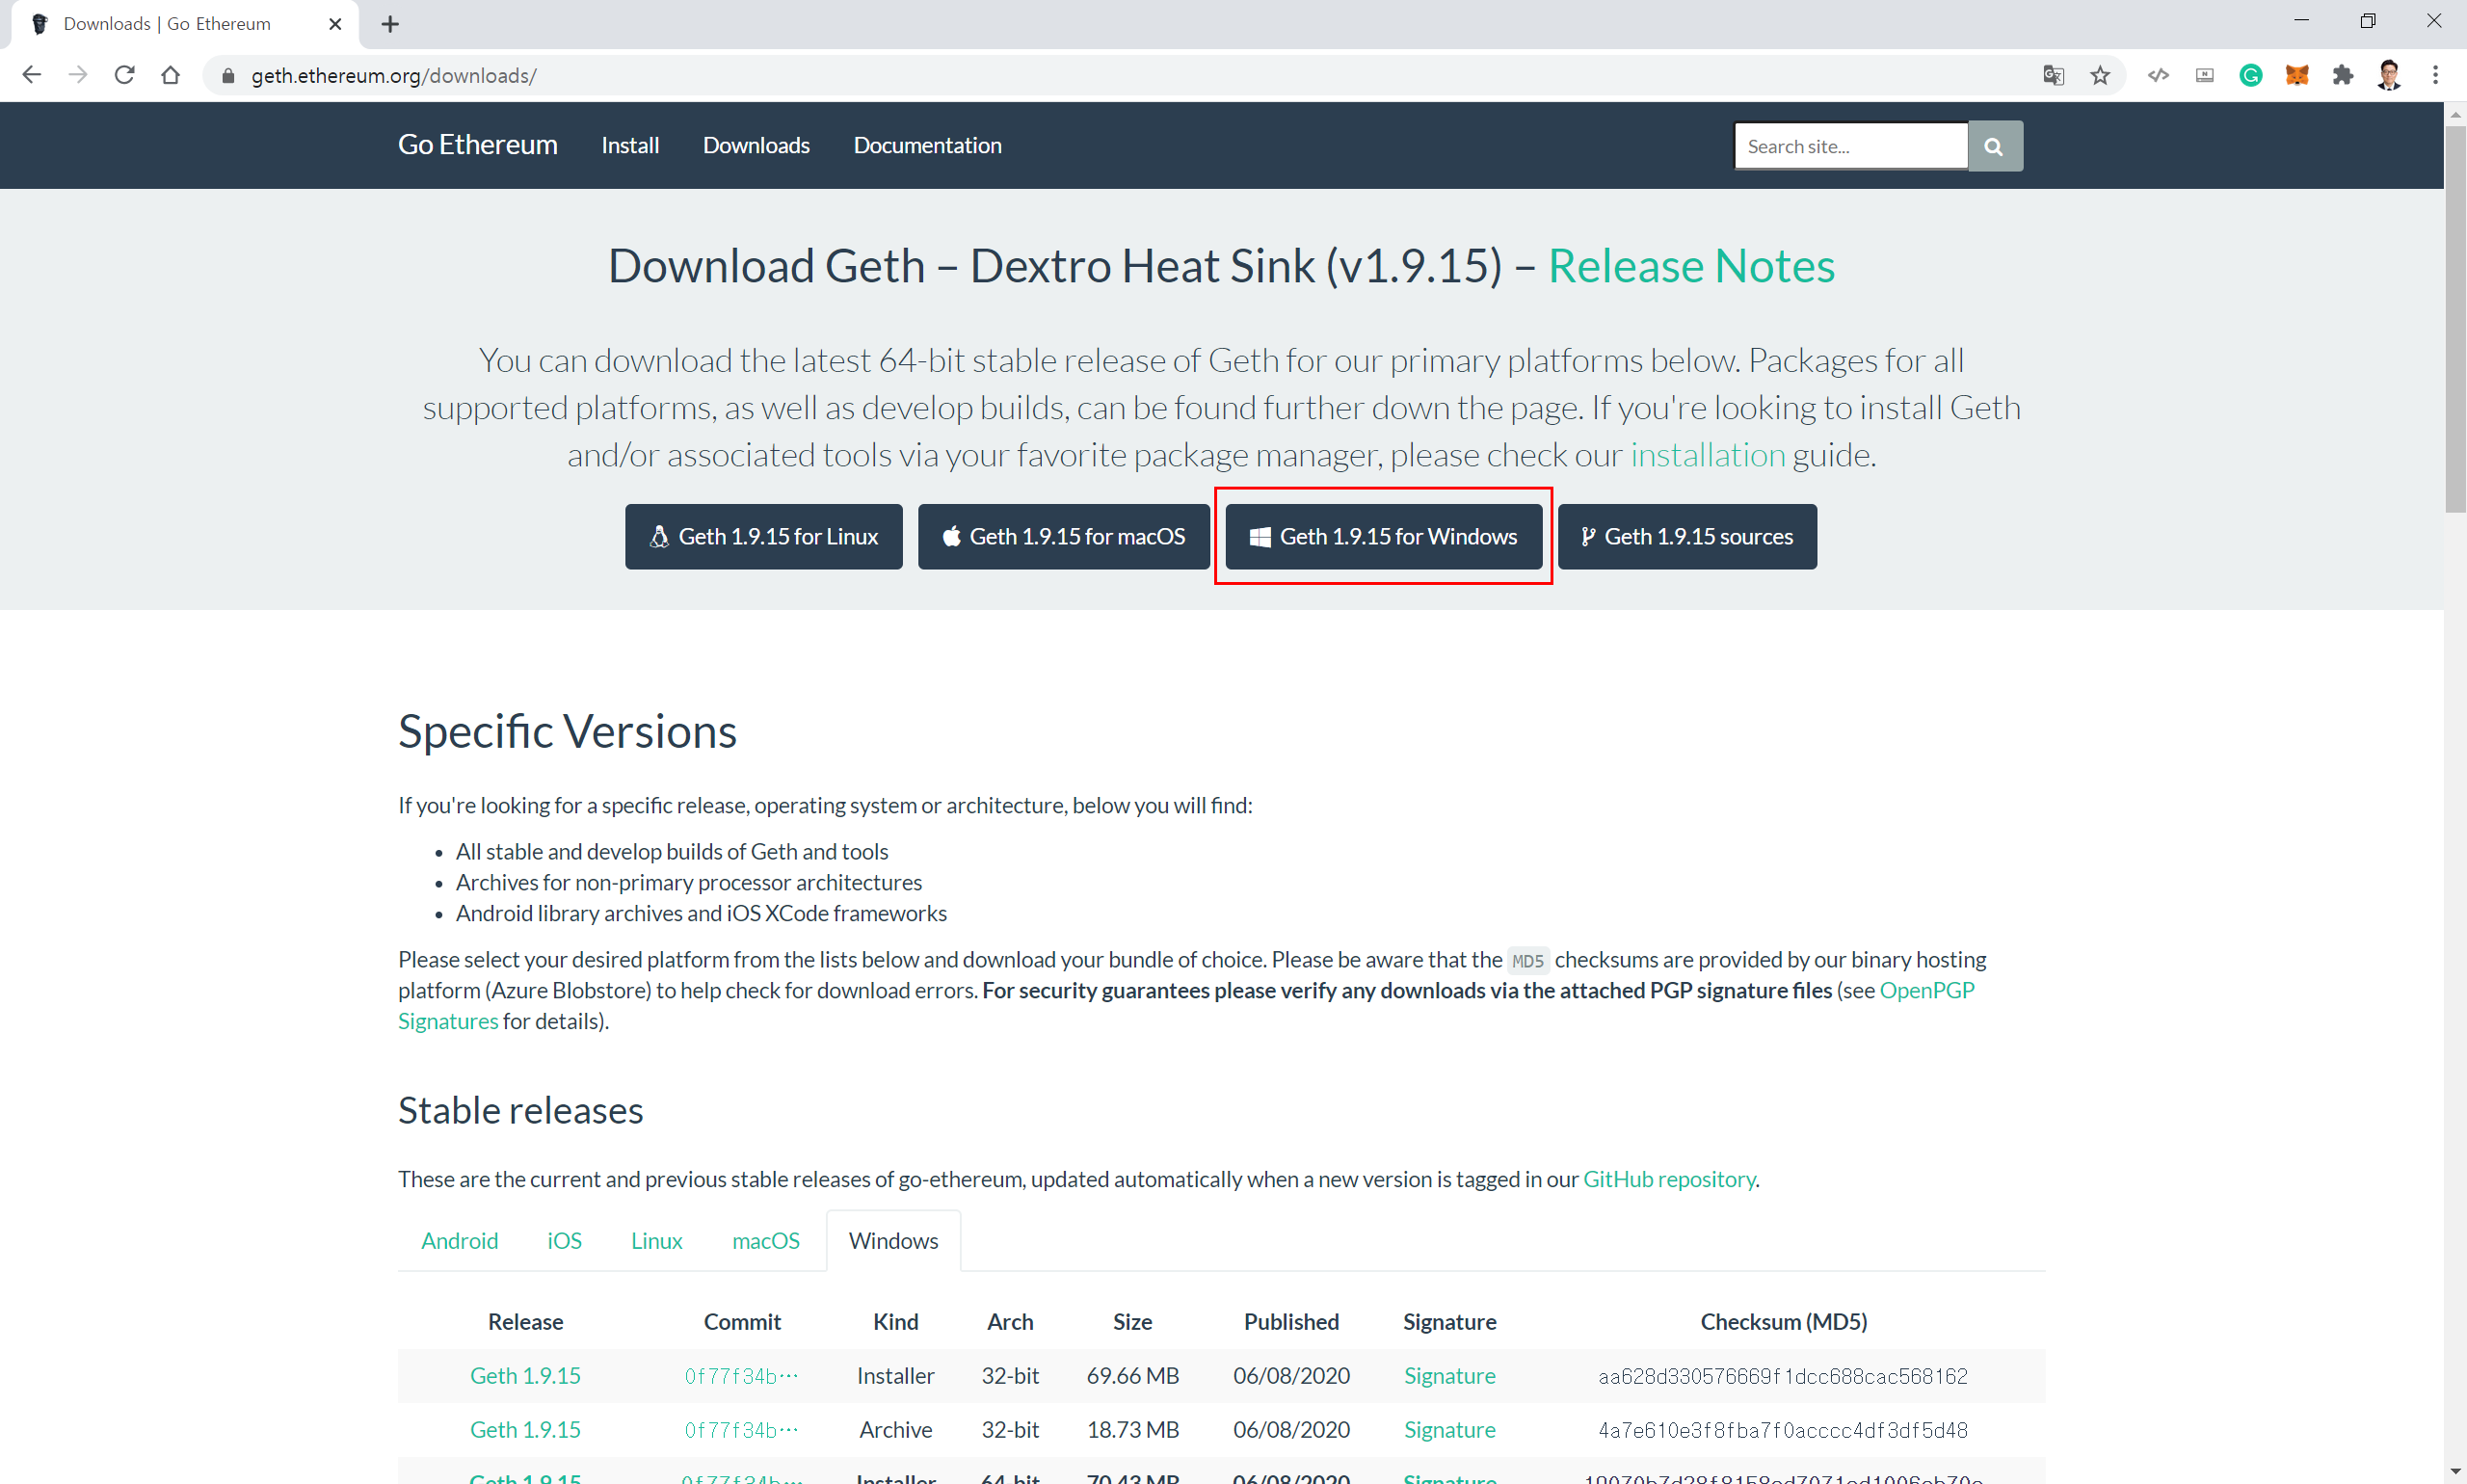 Downloads | Go Ethereum
geth.ethereum.org/downloads/
Go Ethereum Install Downloads Documentation Search site...
Download Geth – Dextro Heat Sink (v1.9.15) – Release Notes
You can download the latest 64-bit stable release of Geth for our primary platforms below. Packages for all
supported platforms, as well as develop builds, can be found further down the page. If you're looking to install Geth
and/or associated tools via your favorite package manager, please check our installation guide.
Geth 1.9.15 for Linux Geth 1.9.15 for macOS Geth 1.9.15 for Windows Geth 1.9.15 sources
Specific Versions
If you're looking for a specific release, operating system or architecture, below you will find:
• All stable and develop builds of Geth and tools
• Archives for non-primary processor architectures
• Android library archives and iOS XCode frameworks
Please select your desired platform from the lists below and download your bundle of choice. Please be aware that the MD5 checksums are provided by our binary hosting
platform (Azure Blobstore) to help check for download errors. For security guarantees please verify any downloads via the attached PGP signature files (see OpenPGP
Signatures for details).
Stable releases
These are the current and previous stable releases of go-ethereum, updated automatically when a new version is tagged in our GitHub repository.
Android iOS Linux macOS Windows
Release Commit Kind Arch Size Published Signature Checksum (MD5)
Geth 1.9.15 0f77f34b… Installer 32-bit 69.66 MB 06/08/2020 Signature aa628d330576669f1dcc688cac568162
Geth 1.9.15 0f77f34b… Archive 32-bit 18.73 MB 06/08/2020 Signature 4a7e610e3f8fba7f0acccc4df3df5d48
Geth 1.9.15 0f77f34b… Installer 64-bit 70.43 MB 06/08/2020 Signature